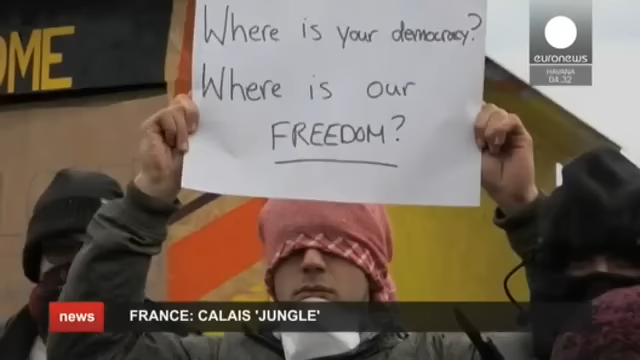 Where is your democracy?
Where is our
FREEDOM?
OME
euronews
HAVANA
04:32
news
FRANCE: CALAIS 'JUNGLE'